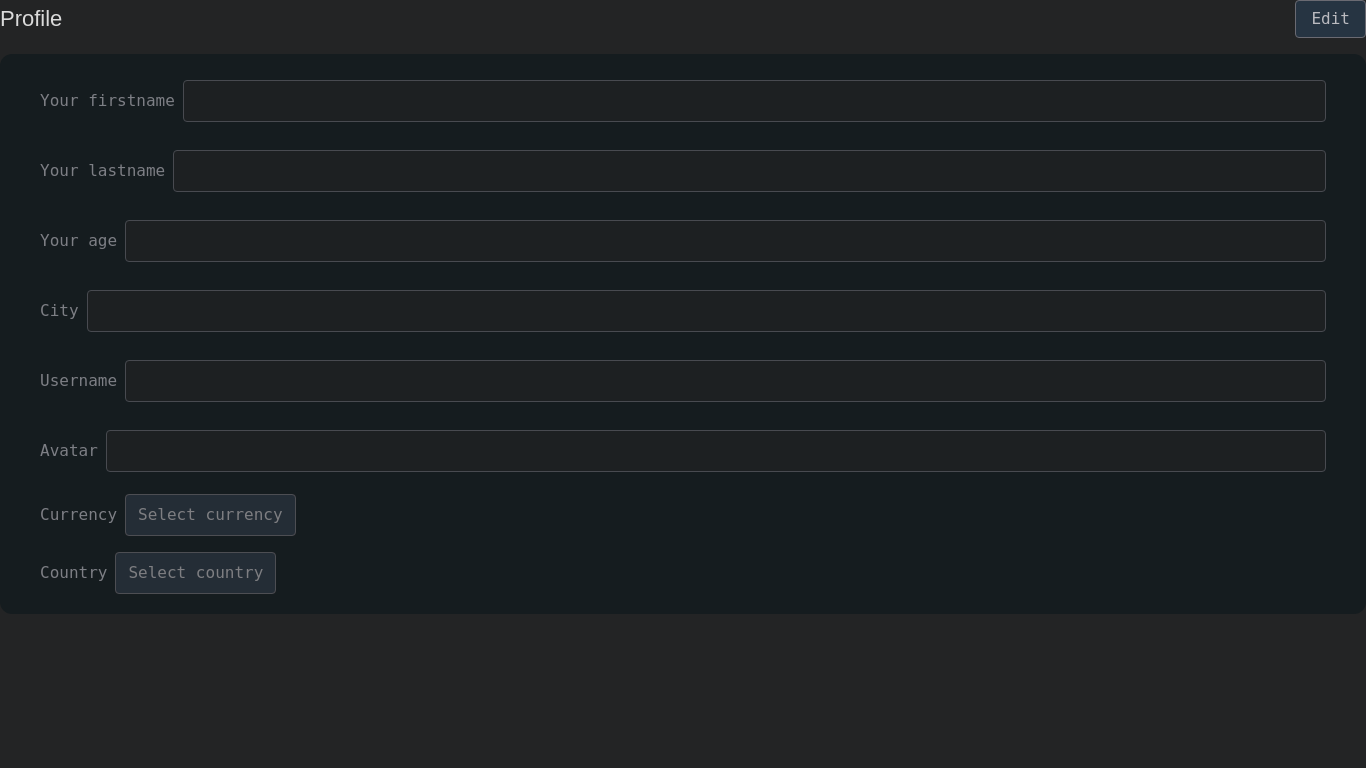 Profile
Edit
Your firstname
Your lastname
Your age
City
Username
Avatar
Currency Select currency
Country Select country